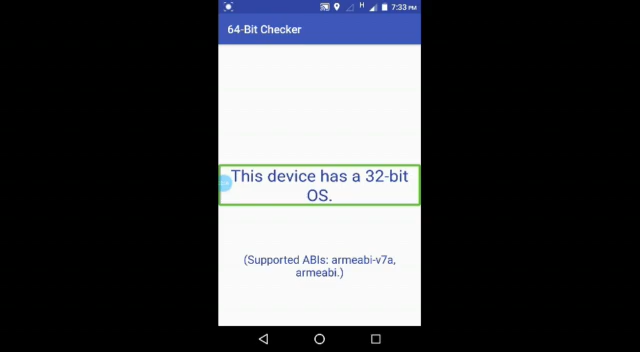 H 7:33 PM
64-Bit Checker
This device has a 32-bit
OS.
(Supported ABIs: armeabi-v7a,
armeabi.)